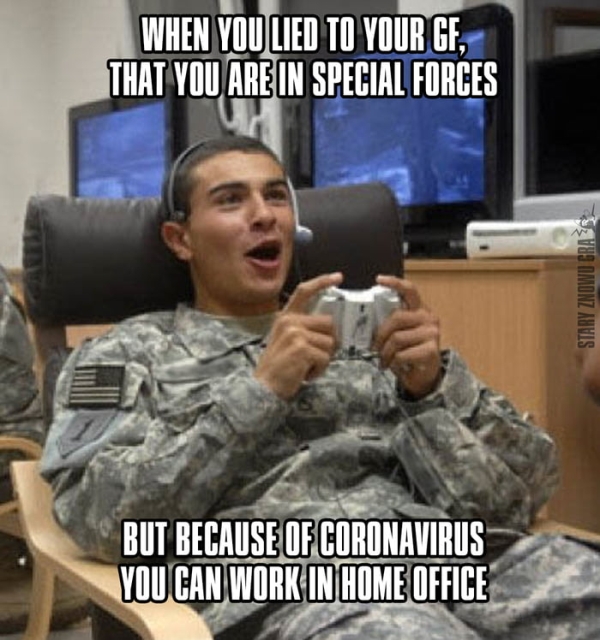 WHEN YOU LIED TO YOUR GF,
THAT YOU ARE IN SPECIAL FORCES
STARY ZNOWU GRA
BUT BECAUSE OF CORONAVIRUS
YOU CAN WORK IN HOME OFFICE